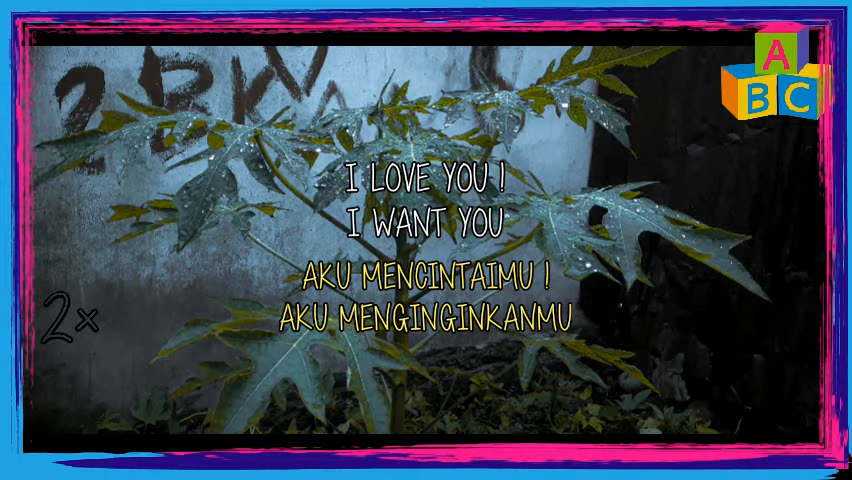 A
B C
I LOVE YOU !
I WANT YOU
AKU MENCINTAIMU !
AKU MENGINGINKANMU
2×